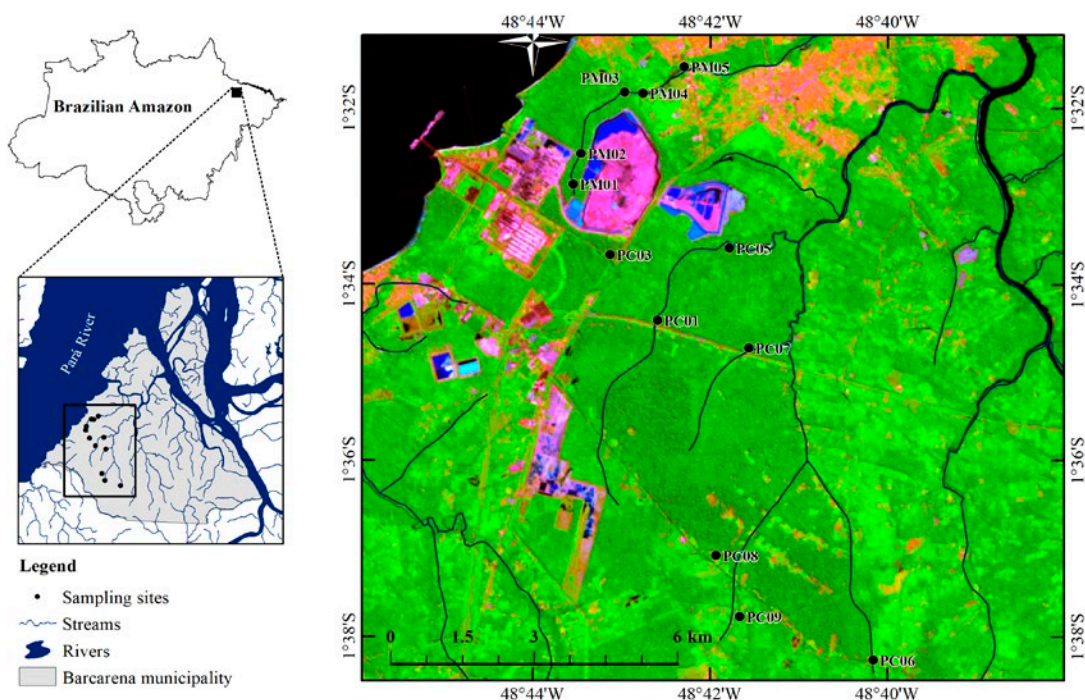 Brazilian Amazon
Pará River
Legend
Sampling sites
Streams
Rivers
Barcarena municipality
48°44'W 48°42'W 48°40'W
1°32'S
1°34'S
1°36'S
1°38'S
PM05
PM03
PM04
PM02
PM01
PC03
PC05
PC01
PC07
PC08
PC09
PC06
0 1.5 3 6 km
1°32'S
1°34'S
1°36'S
1°38'S
48°44'W 48°42'W 48°40'W